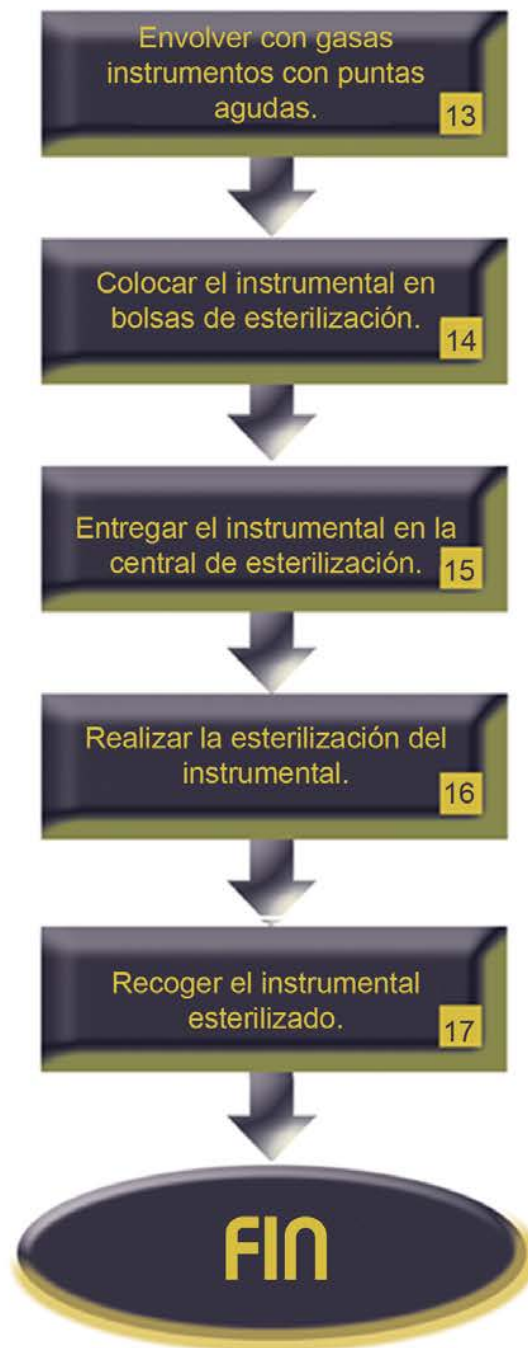 Envolver con gasas
instrumentos con puntas
agudas.
13
Colocar el instrumental en
bolsas de esterilización.
14
Entregar el instrumental en la
central de esterilización.
15
Realizar la esterilización del
instrumental.
16
Recoger el instrumental
esterilizado.
17
FIN